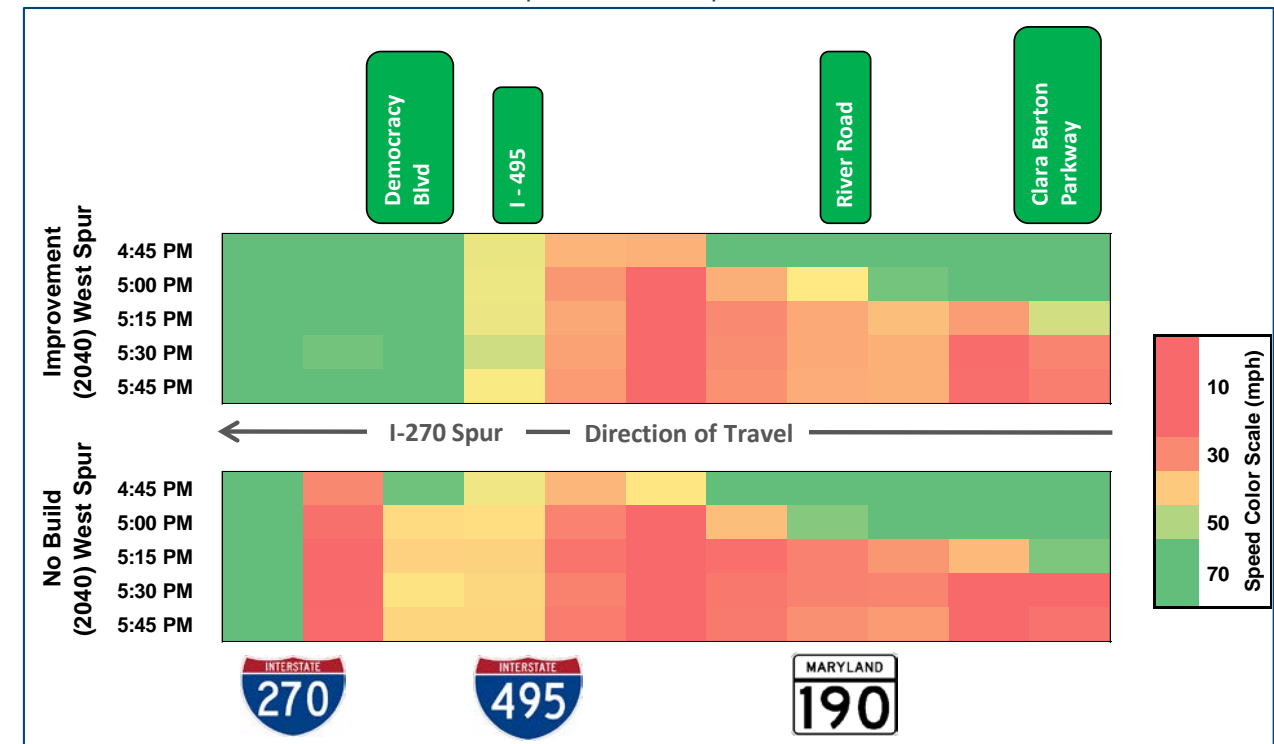 Democracy
Blvd
I - 495
River Road
Clara Barton
Parkway
Improvement
(2040) West Spur
4:45 PM
5:00 PM
5:15 PM
5:30 PM
5:45 PM
I-270 Spur
Direction of Travel
No Build
(2040) West Spur
4:45 PM
5:00 PM
5:15 PM
5:30 PM
5:45 PM
10
30
50
70
Speed Color Scale (mph)
INTERSTATE
270
INTERSTATE
495
MARYLAND
190